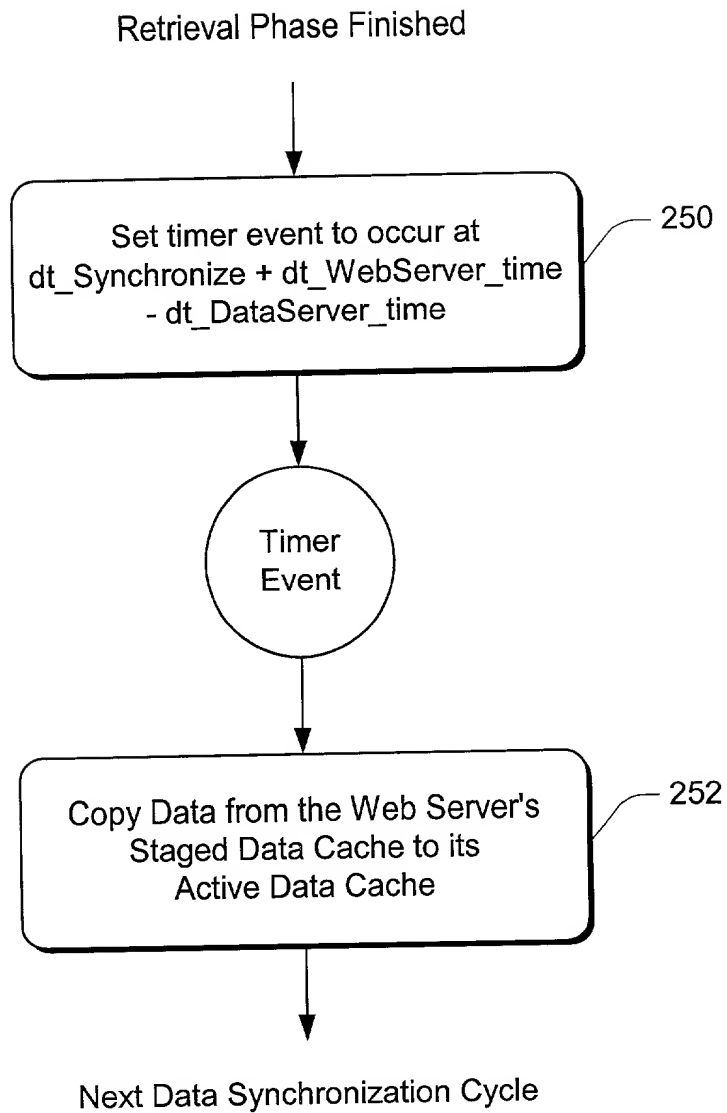 Retrieval Phase Finished
Set timer event to occur at
dt_Synchronize + dt_WebServer_time
- dt_DataServer_time
250
Timer
Event
Copy Data from the Web Server's
Staged Data Cache to its
Active Data Cache
252
Next Data Synchronization Cycle